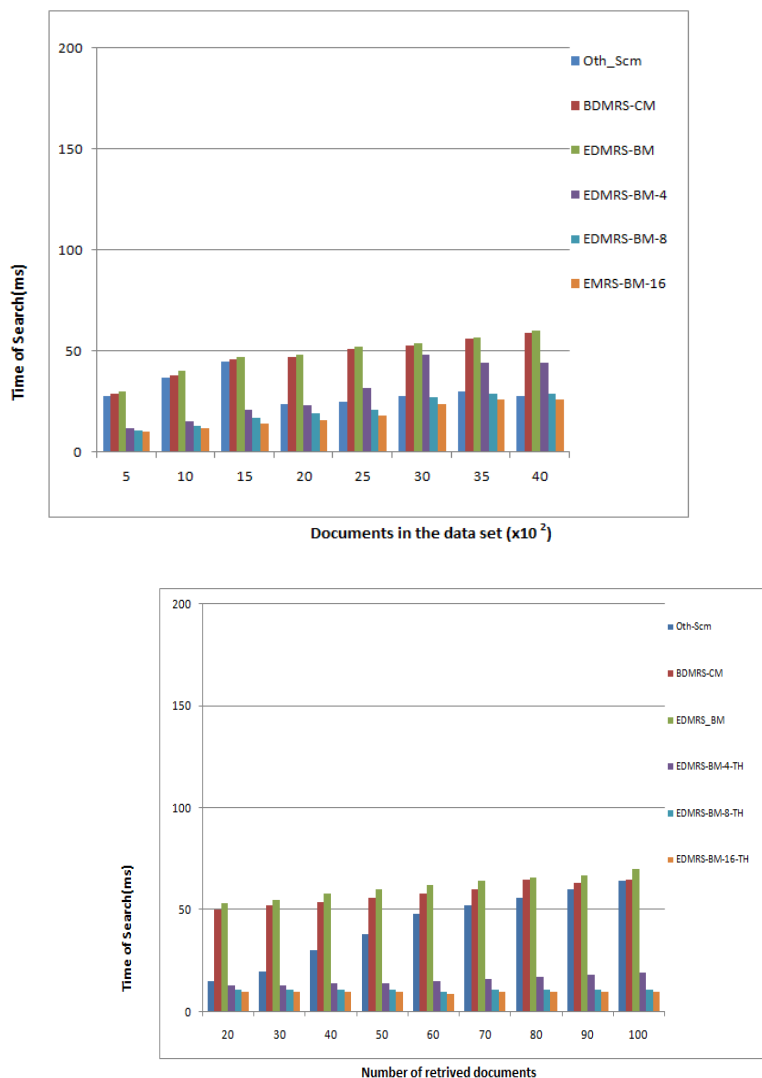 200
150
100
50
0
Time of Search(ms)
5 10 15 20 25 30 35 40
Documents in the data set (x10 2)
Oth_Scm
BDMRS-CM
EDMRS-BM
EDMRS-BM-4
EDMRS-BM-8
EMRS-BM-16
200
150
100
50
0
Time of Search(ms)
20 30 40 50 60 70 80 90 100
Number of retrived documents
Oth-Scm
BDMRS-CM
EDMRS_BM
EDMRS-BM-4-TH
EDMRS-BM-8-TH
EDMRS-BM-16-TH